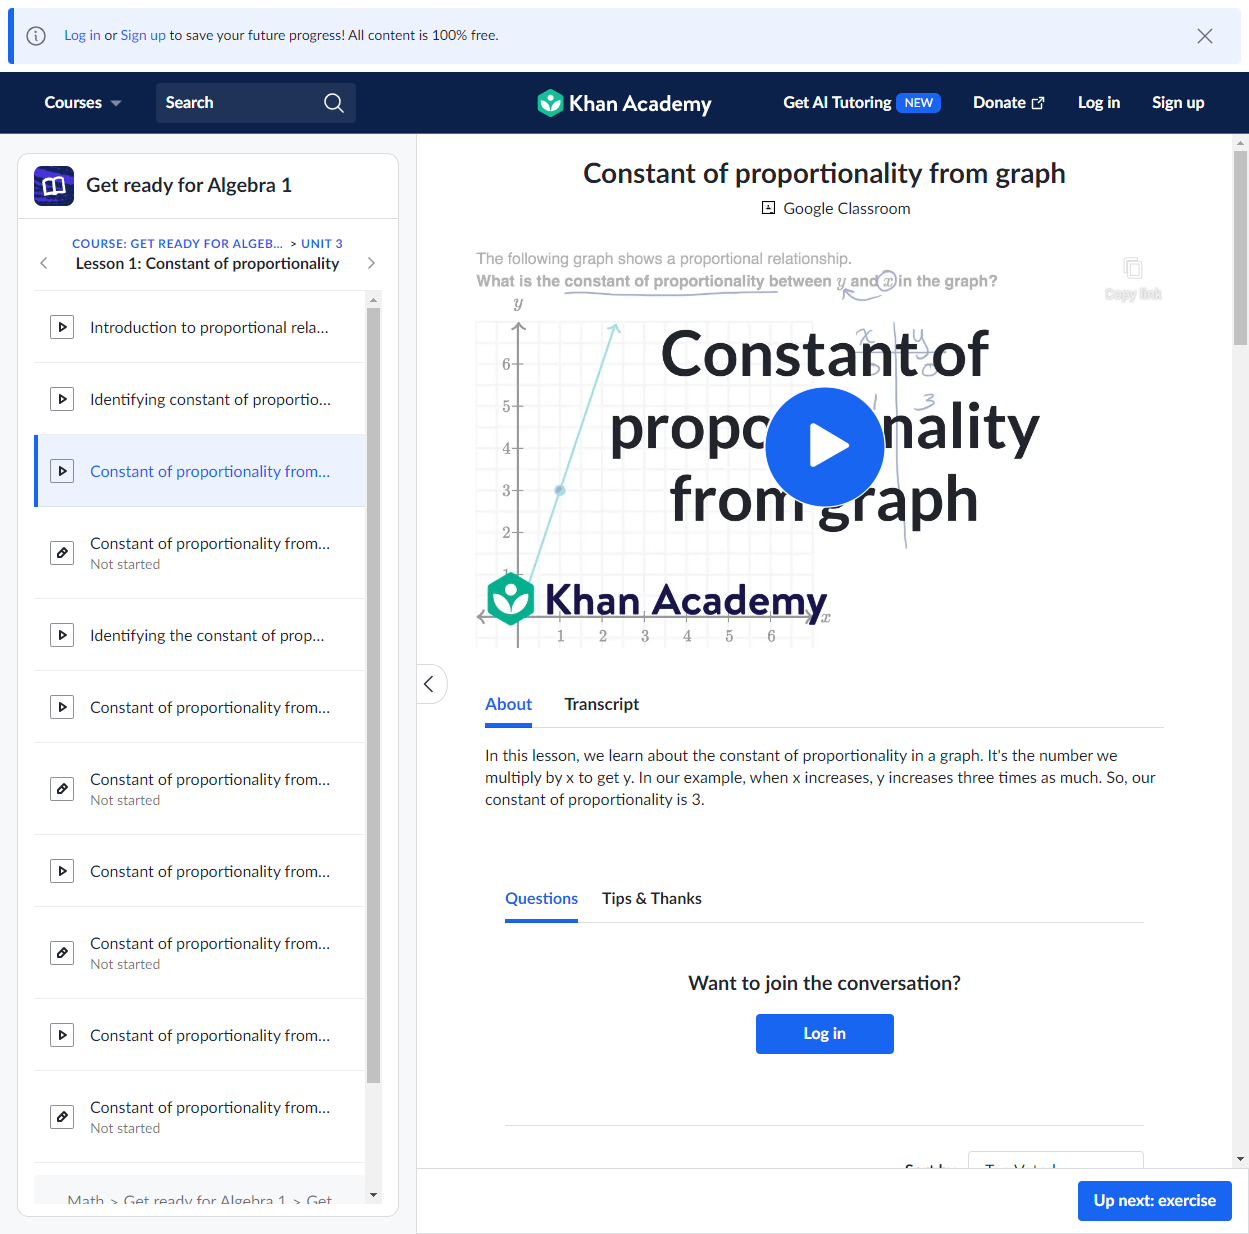 Log in or Sign up to save your future progress! All content is 100% free.
Courses
Search
Khan Academy
Get AI Tutoring NEW
Donate
Log in
Sign up
Get ready for Algebra 1
COURSE: GET READY FOR ALGEB... > UNIT 3
Lesson 1: Constant of proportionality
Introduction to proportional rela...
Identifying constant of proportio...
Constant of proportionality from...
Constant of proportionality from...
Not started
Identifying the constant of prop...
Constant of proportionality from...
Constant of proportionality from...
Not started
Constant of proportionality from...
Constant of proportionality from...
Not started
Constant of proportionality from...
Constant of proportionality from...
Not started
Math > Get ready for Algebra 1 > Get
Constant of proportionality from graph
Google Classroom
The following graph shows a proportional relationship.
What is the constant of proportionality between y and x in the graph?
Copy link
y
x y
0 0
1 3
6
5
4
3
2
1
1 2 3 4 5 6
x
Constant of
from graph
Khan Academy
About
Transcript
In this lesson, we learn about the constant of proportionality in a graph. It's the number we
multiply by x to get y. In our example, when x increases, y increases three times as much. So, our
constant of proportionality is 3.
Questions
Tips & Thanks
Want to join the conversation?
Log in
Up next: exercise